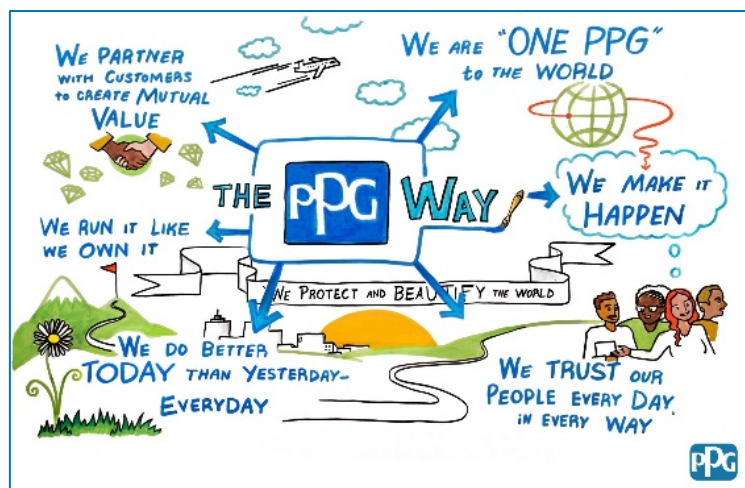 WE PARTNER
WITH CUSTOMERS
to CREATE MUTUAL
VALUE
WE ARE "ONE PPG"
to THE WORLD
THE PPG WAY
WE MAKE IT
HAPPEN
WE RUN IT LIKE
WE OWN IT
WE PROTECT AND BEAUTIFY THE WORLD
WE DO BETTER
TODAY THAN YESTERDAY–
EVERYDAY
WE TRUST OUR
PEOPLE EVERY DAY,
IN EVERY WAY
PPG